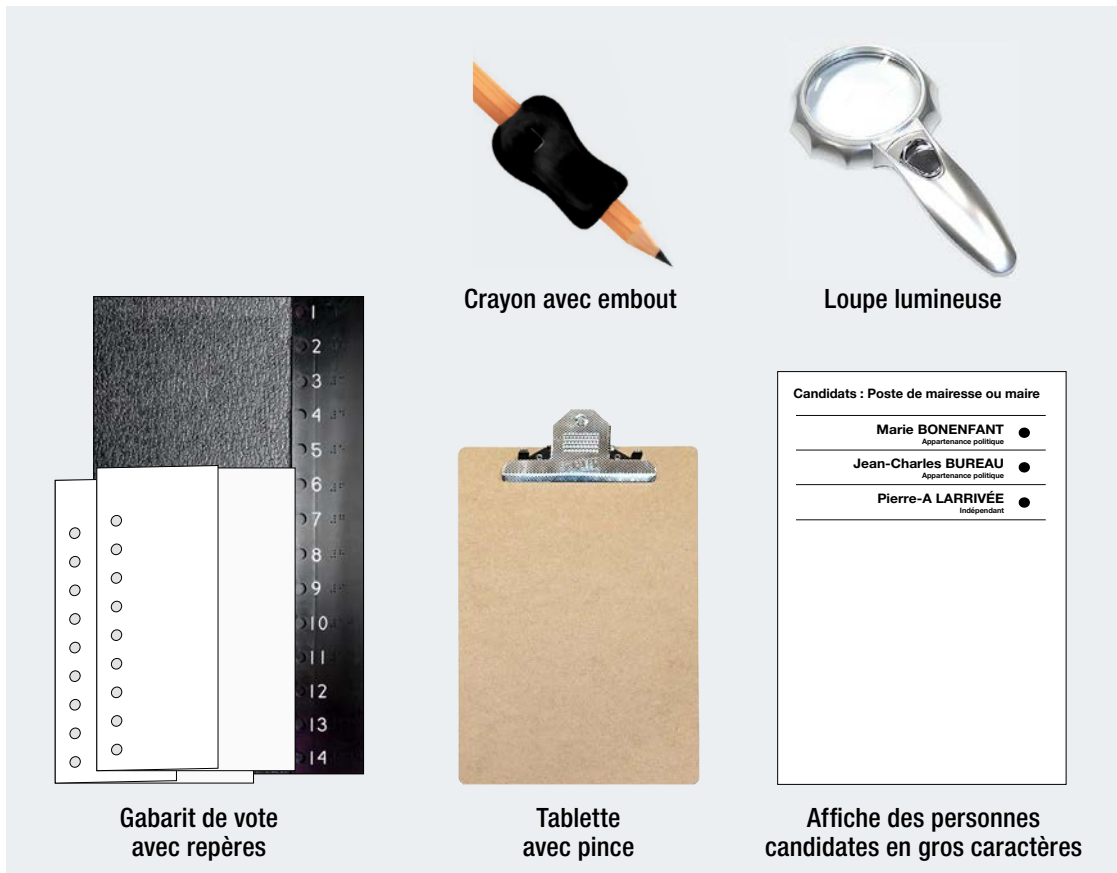 Crayon avec embout
Loupe lumineuse
1
2
3
4
5
6
7
8
9
10
11
12
13
14
Gabarit de vote
avec repères
Tablette
avec pince
Candidats : Poste de mairesse ou maire
Marie BONENFANT
Appartenance politique
Jean-Charles BUREAU
Appartenance politique
Pierre-A LARRIVÉE
Indépendant
Affiche des personnes
candidates en gros caractères